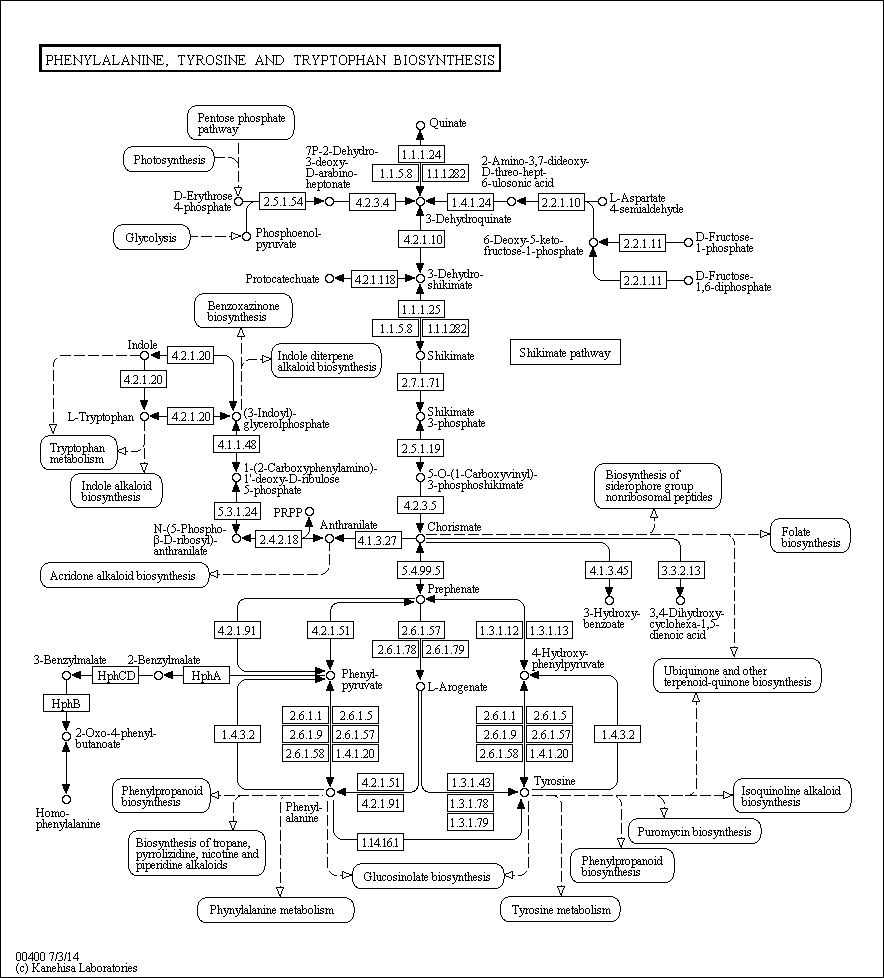 PHENYLALANINE, TYROSINE AND TRYPTOPHAN BIOSYNTHESIS
Pentose phosphate
pathway
Photosynthesis
Glycolysis
D-Erythrose
4-phosphate
Phosphoenol-
pyruvate
2.5.1.54
7P-2-Dehydro-
3-deoxy-
D-arabino-
heptonate
4.2.3.4
Quinate
1.1.1.24
1.1.5.8
1.1.1.282
2-Amino-3,7-dideoxy-
D-threo-hept-
6-ulosonic acid
1.4.1.24
2.2.1.10
L-Aspartate
4-semialdehyde
3-Dehydroquinate
6-Deoxy-5-keto-
fructose-1-phosphate
2.2.1.11
D-Fructose-
1-phosphate
2.2.1.11
D-Fructose-
1,6-diphosphate
4.2.1.10
Protocatechuate
4.2.1.118
3-Dehydro-
shikimate
1.1.1.25
1.1.5.8
1.1.1.282
Shikimate
Shikimate pathway
2.7.1.71
Shikimate
3-phosphate
2.5.1.19
5-O-(1-Carboxyvinyl)-
3-phosphoshikimate
4.2.3.5
Chorismate
Benzoxazinone
biosynthesis
Indole diterpene
alkaloid biosynthesis
Indole
4.2.1.20
4.2.1.20
L-Tryptophan
4.2.1.20
(3-Indoyl)-
glycerolphosphate
Tryptophan
metabolism
Indole alkaloid
biosynthesis
4.1.1.48
1-(2-Carboxyphenylamino)-
1'-deoxy-D-ribulose
5-phosphate
5.3.1.24
PRPP
N-(5-Phospho-
β-D-ribosyl)-
anthranilate
2.4.2.18
Anthranilate
4.1.3.27
Acridone alkaloid biosynthesis
Biosynthesis of
siderophore group
nonribosomal peptides
Folate
biosynthesis
5.4.99.5
4.1.3.45
3.3.2.13
Prephenate
3-Hydroxy-
benzoate
3,4-Dihydroxy-
cyclohexa-1,5-
dienoic acid
4.2.1.91
4.2.1.51
2.6.1.57
2.6.1.78
2.6.1.79
1.3.1.12
1.3.1.13
3-Benzylmalate
2-Benzylmalate
HphCD
HphA
HphB
Phenyl-
pyruvate
L-Arogenate
4-Hydroxy-
phenylpyruvate
Ubiquinone and other
terpenoid-quinone biosynthesis
2-Oxo-4-phenyl-
butanoate
1.4.3.2
2.6.1.1
2.6.1.5
2.6.1.9
2.6.1.57
2.6.1.58
1.4.1.20
2.6.1.1
2.6.1.5
2.6.1.9
2.6.1.57
2.6.1.58
1.4.1.20
1.4.3.2
Homo-
phenylalanine
Phenylpropanoid
biosynthesis
Phenyl-
alanine
4.2.1.51
4.2.1.91
1.3.1.43
1.3.1.78
1.3.1.79
Tyrosine
Isoquinoline alkaloid
biosynthesis
Biosynthesis of tropane,
pyrrolizidine, nicotine and
piperidine alkaloids
1.14.16.1
Puromycin biosynthesis
Phenylpropanoid
biosynthesis
Glucosinolate biosynthesis
Phynylalanine metabolism
Tyrosine metabolism
00400 7/3/14
(c) Kanehisa Laboratories